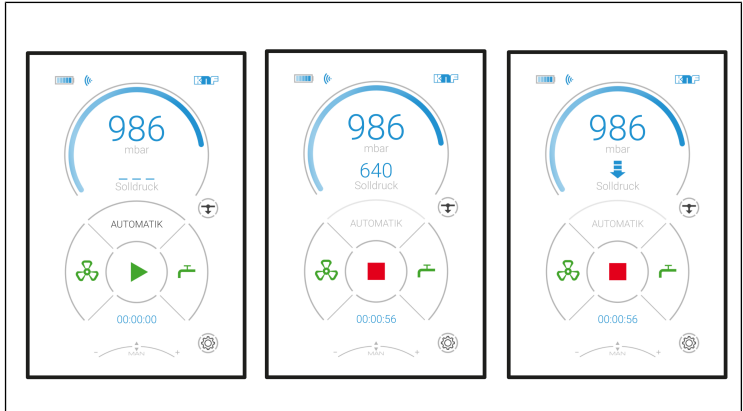 KNF
986
mbar
_ _ _
Solldruck
AUTOMATIK
00:00:00
- MAN +
KNF
986
mbar
640
Solldruck
AUTOMATIK
00:00:56
- MAN +
KNF
986
mbar
Solldruck
AUTOMATIK
00:00:56
- MAN +